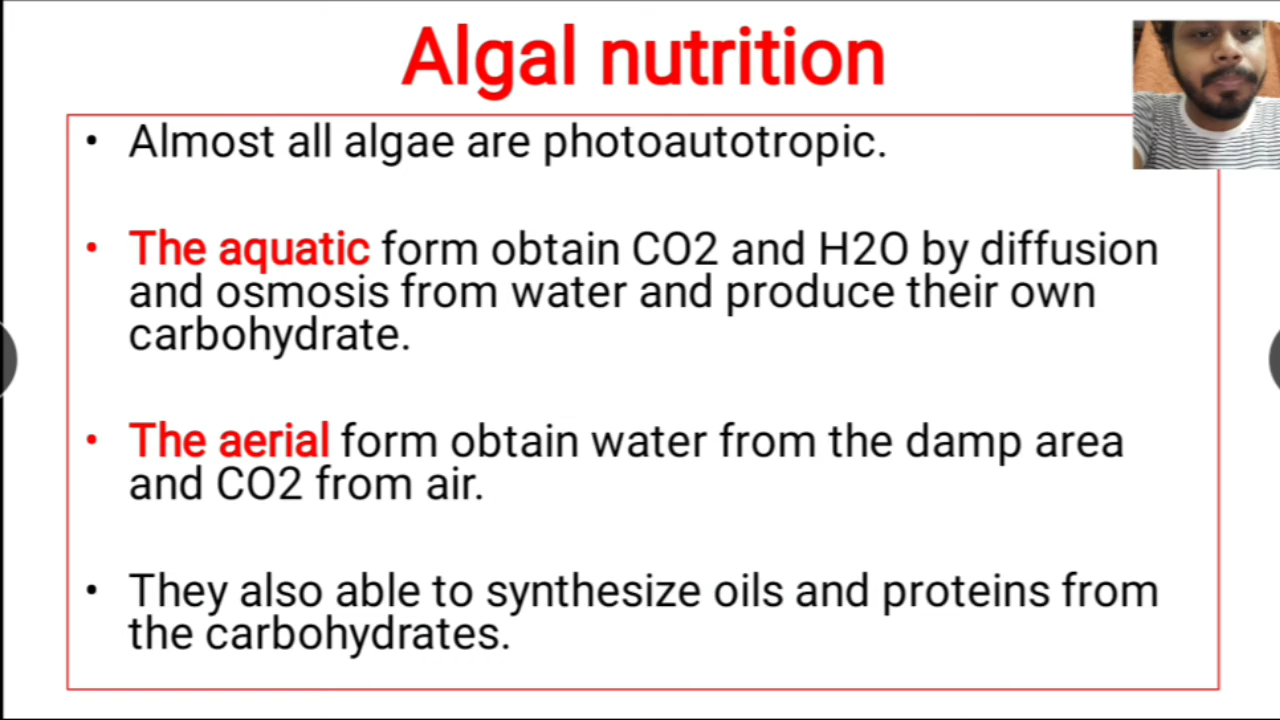 Algal nutrition
• Almost all algae are photoautotropic.
• The aquatic form obtain CO2 and H2O by diffusion
and osmosis from water and produce their own
carbohydrate.
• The aerial form obtain water from the damp area
and CO2 from air.
• They also able to synthesize oils and proteins from
the carbohydrates.